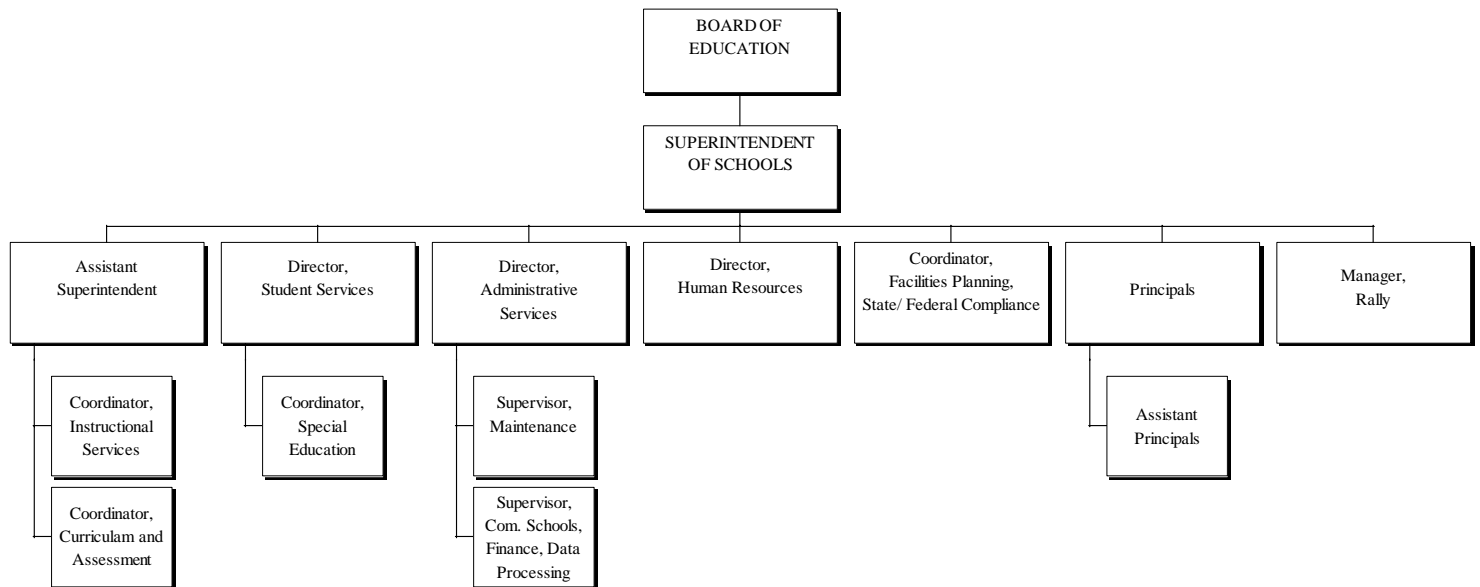 BOARD OF
EDUCATION
SUPERINTENDENT
OF SCHOOLS
Assistant
Superintendent
Director,
Student Services
Director,
Administrative
Services
Director,
Human Resources
Coordinator,
Facilities Planning,
State/ Federal Compliance
Principals
Manager,
Rally
Coordinator,
Instructional
Services
Coordinator,
Special
Education
Supervisor,
Maintenance
Assistant
Principals
Coordinator,
Curriculam and
Assessment
Supervisor,
Com. Schools,
Finance, Data
Processing